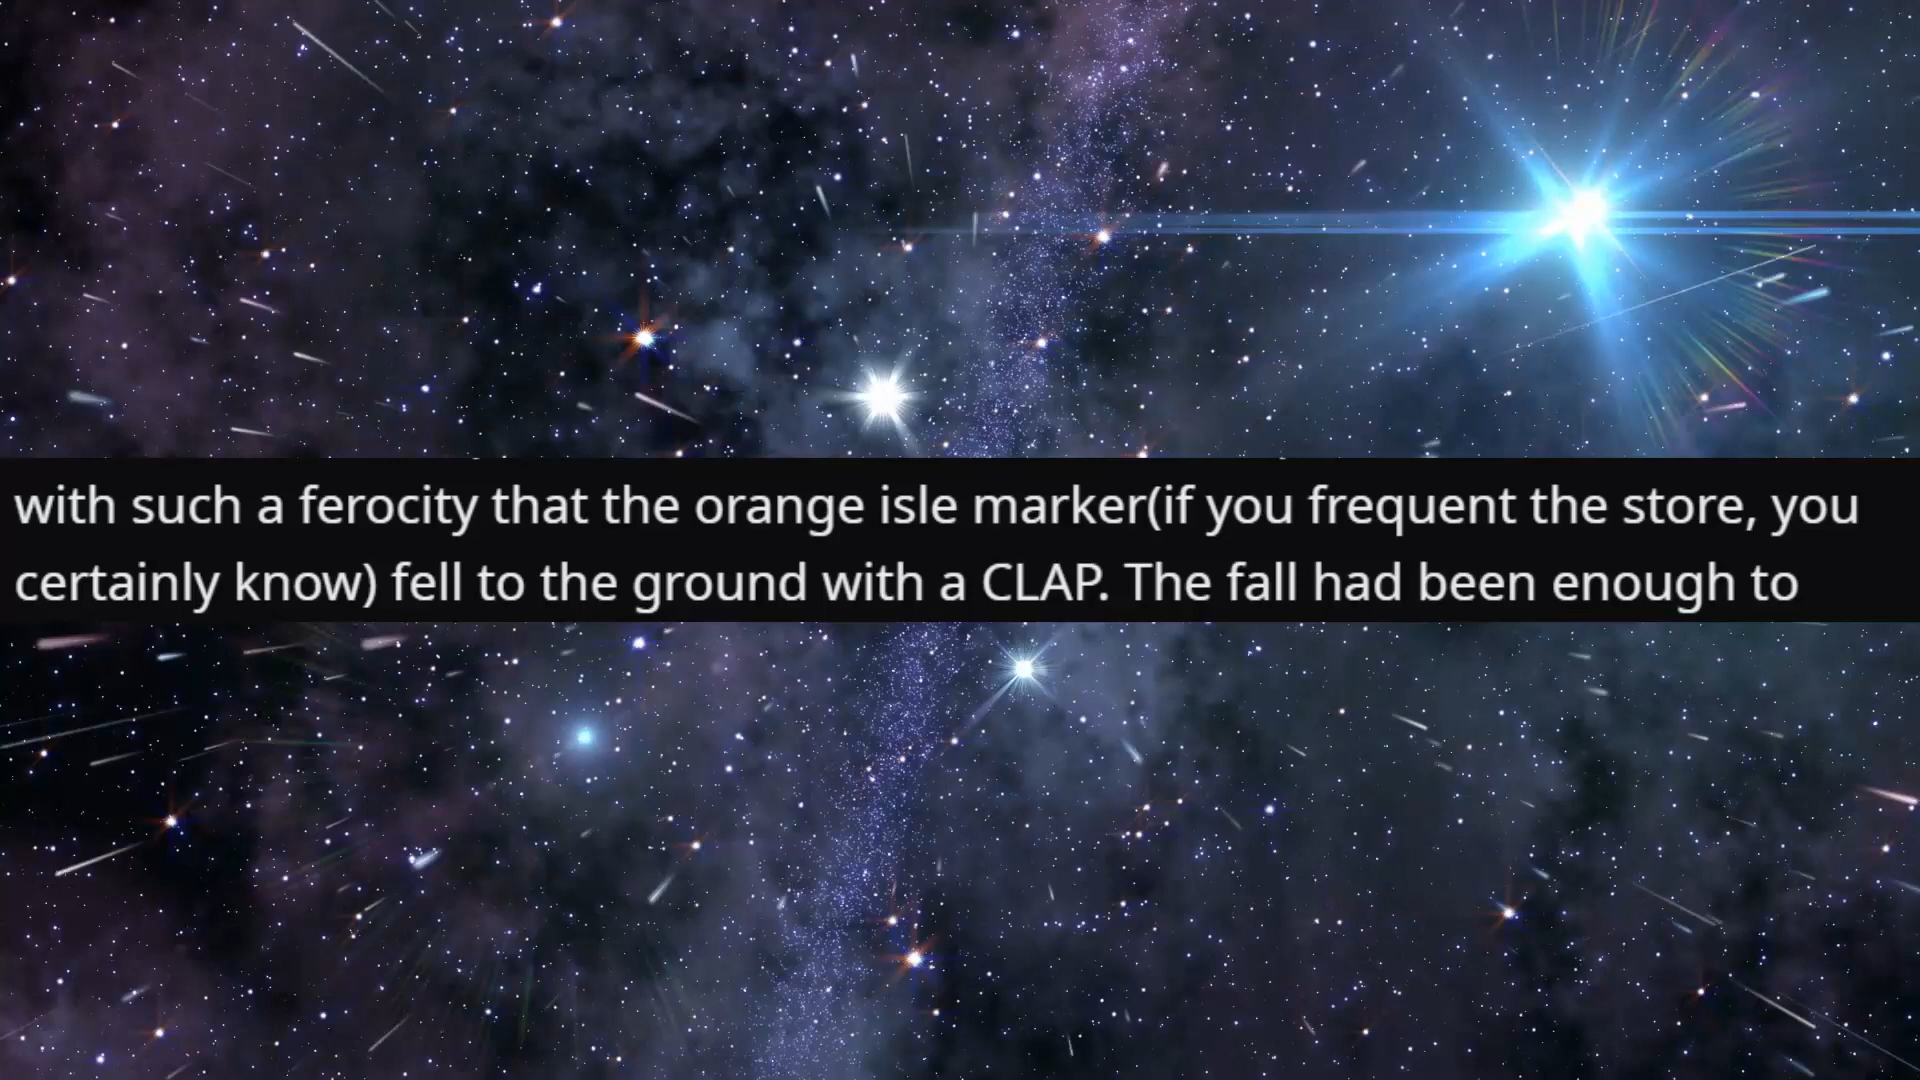 with such a ferocity that the orange isle marker(if you frequent the store, you
certainly know) fell to the ground with a CLAP. The fall had been enough to